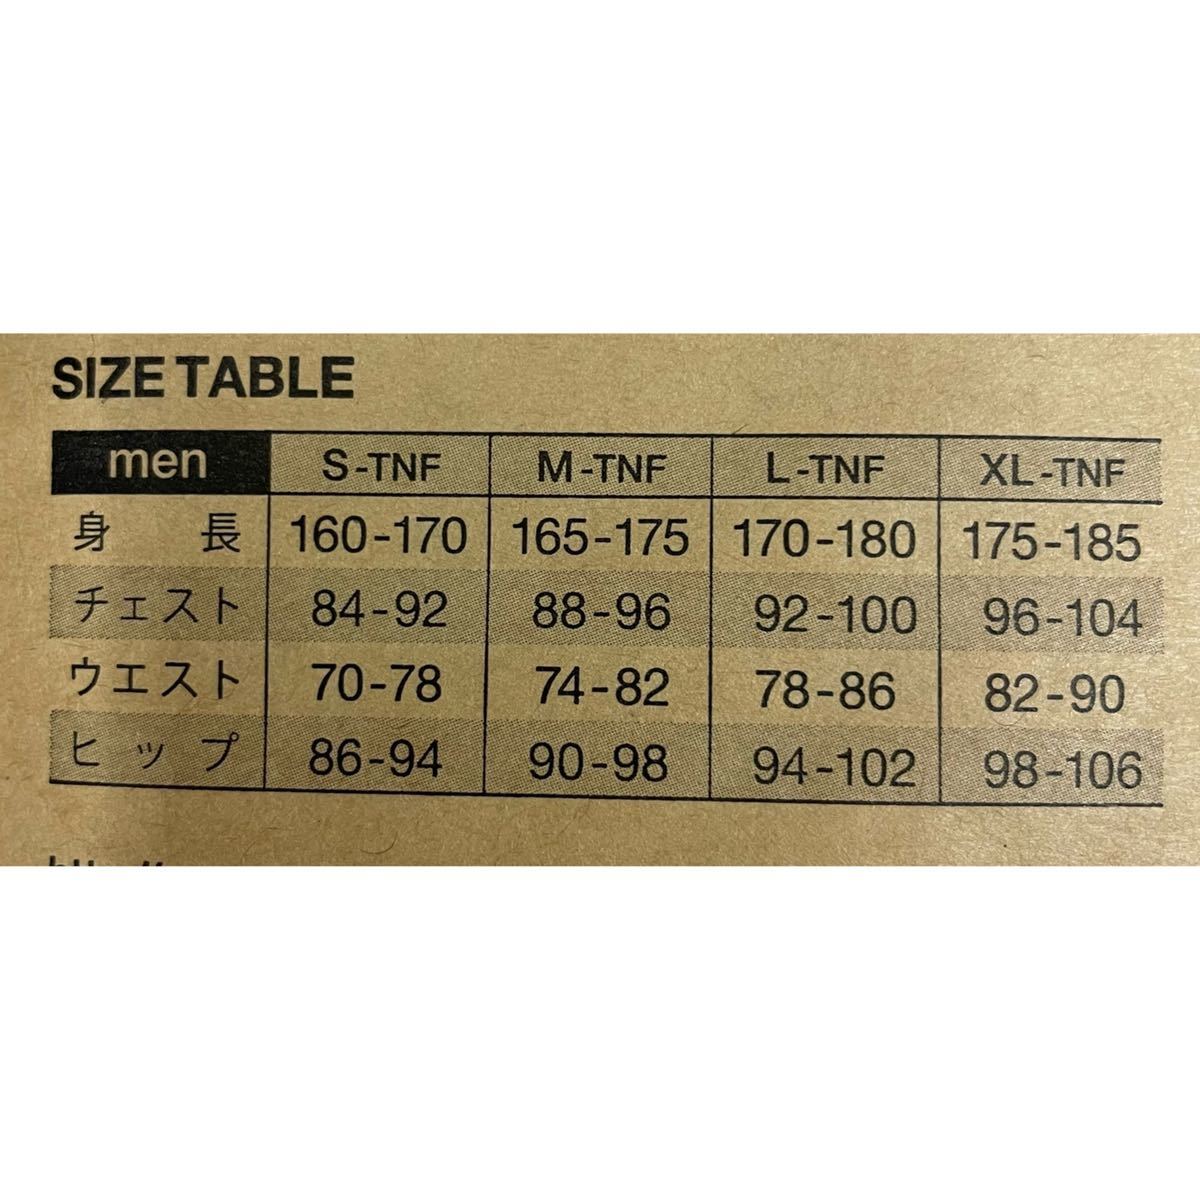 SIZE TABLE
men S-TNF M-TNF L-TNF XL-TNF
身長 160-170 165-175 170-180 175-185
チェスト 84-92 88-96 92-100 96-104
ウエスト 70-78 74-82 78-86 82-90
ヒップ 86-94 90-98 94-102 98-106